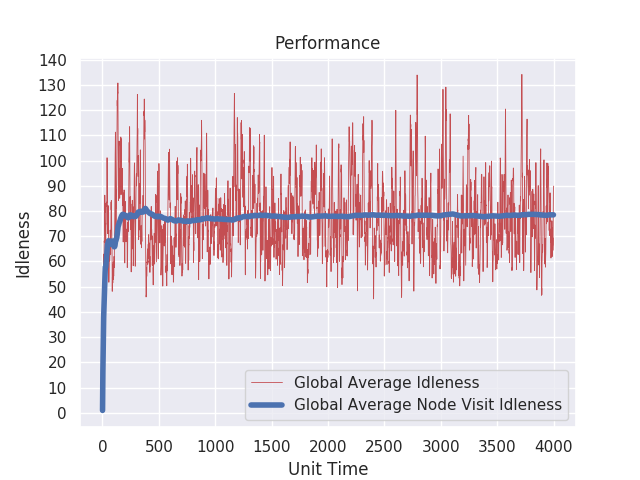 Performance
140
130
120
110
100
90
80
70
60
50
40
30
20
10
0
Idleness
Global Average Idleness
Global Average Node Visit Idleness
0 500 1000 1500 2000 2500 3000 3500 4000
Unit Time